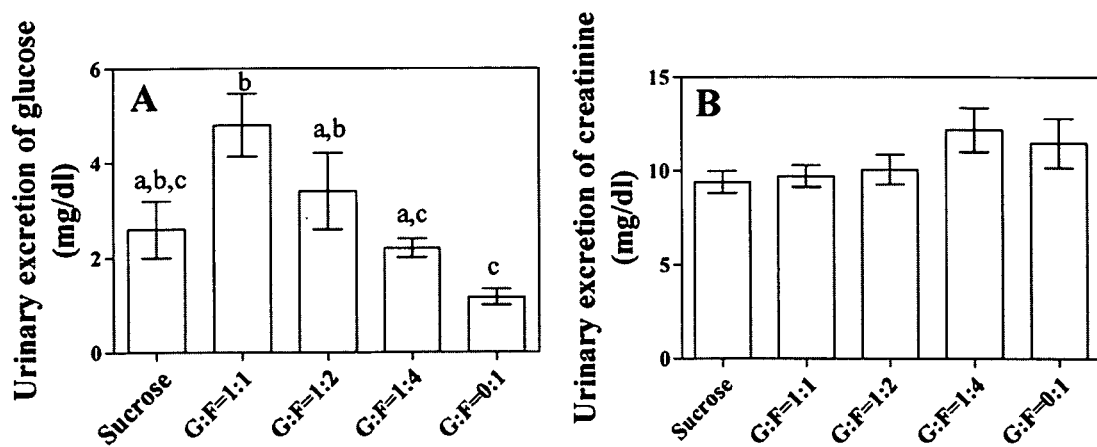 Urinary excretion of glucose
(mg/dl)
6
4
2
0
A
a,b,c
b
a,b
a,c
c
Sucrose
G:F=1:1
G:F=1:2
G:F=1:4
G:F=0:1
Urinary excretion of creatinine
(mg/dl)
15
10
5
0
B
Sucrose
G:F=1:1
G:F=1:2
G:F=1:4
G:F=0:1